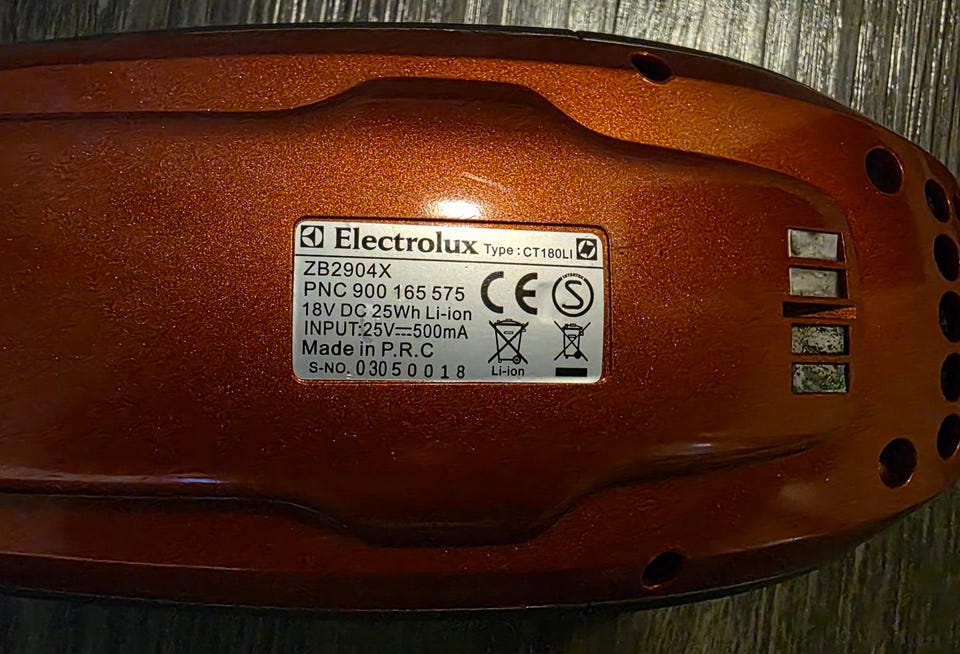 Electrolux Type : CT180LI
ZB2904X
PNC 900 165 575
18V DC 25Wh Li-ion
INPUT:25V⎓500mA
Made in P.R.C
S-NO. 03050018
CE S
Li-ion